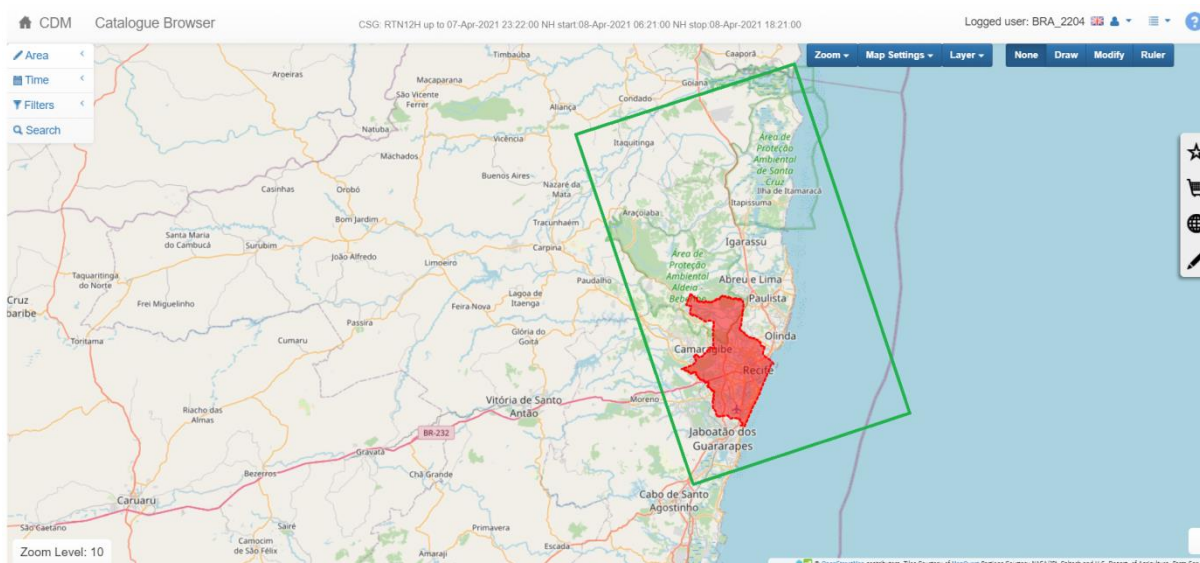 CDM Catalogue Browser CSG: RTN12H up to 07-Apr-2021 23:22:00 NH start:08-Apr-2021 06:21:00 NH stop:08-Apr-2021 18:21:00 Logged user: BRA_2204
Area
Time
Filters
Search
Zoom Map Settings Layer None Draw Modify Ruler
Timbaúba
Caaporã
Aroeiras
Macaparana
Goiana
São Vicente
Ferrer
Condado
Aliança
Natuba
Vicência
Itaquitinga
Área de
Proteção
Ambiental
de Santa
Cruz
Machados
Buenos Aires
Nazaré da
Mata
Ilha de Itamaracá
Casinhas
Orobó
Itapissuma
Bom Jardim
Tracunhaém
Araçoiaba
Santa Maria
do Cambucá
Surubim
Carpina
Igarassu
João Alfredo
Limoeiro
Área de
Proteção
Ambiental
Aldeia
Taquaritinga
do Norte
Paudalho
Abreu e Lima
Cruz
Frei Miguelinho
Lagoa de
Itaenga
Paulista
Feira Nova
Passira
Toritama
Cumaru
Glória do
Goitá
Olinda
Camaragibe
Recife
Vitória de Santo
Antão
Moreno
Riacho das
Almas
BR-232
Jaboatão dos
Guararapes
Gravatá
Bezerros
Chã Grande
Caruaru
Cabo de Santo
Agostinho
São Caetano
Sairé
Primavera
Camocim
de São Félix
Escada
Amaraji
Zoom Level: 10